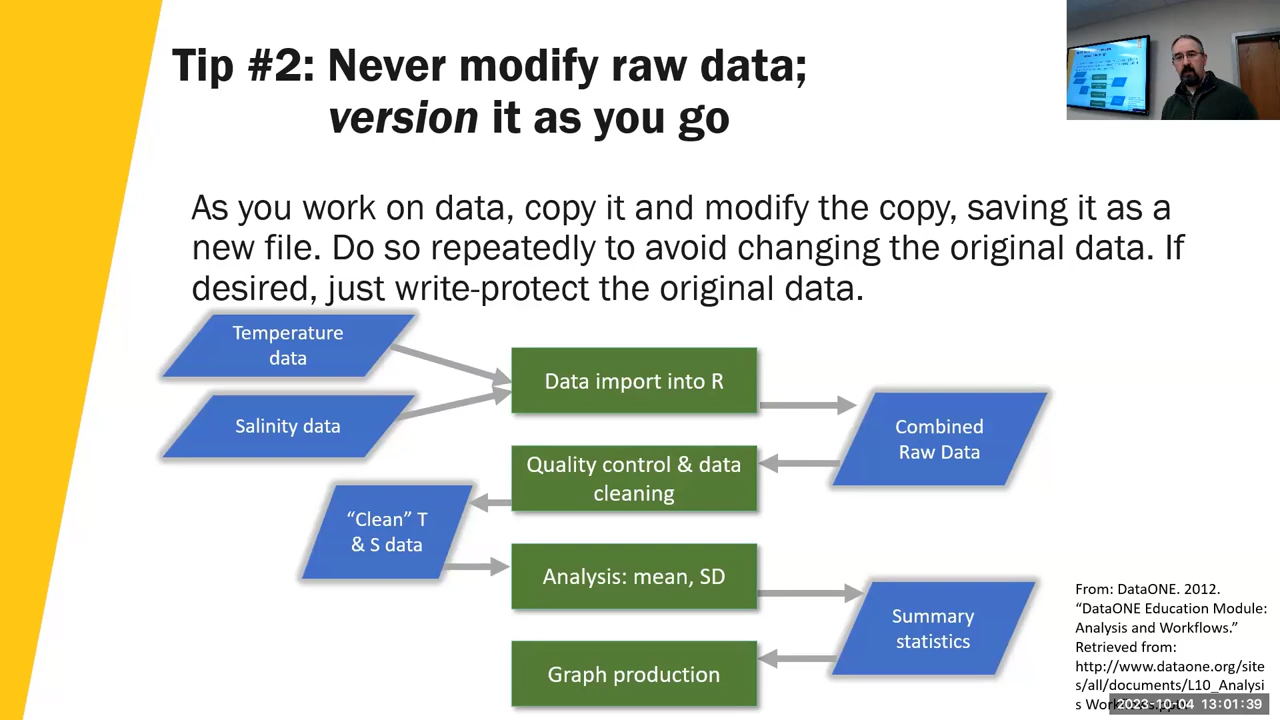 Tip #2: Never modify raw data;
version it as you go
As you work on data, copy it and modify the copy, saving it as a
new file. Do so repeatedly to avoid changing the original data. If
desired, just write-protect the original data.
Temperature
data
Salinity data
Data import into R
Combined
Raw Data
Quality control & data
cleaning
“Clean” T
& S data
Analysis: mean, SD
Summary
statistics
Graph production
From: DataONE. 2012.
“DataONE Education Module:
Analysis and Workflows.”
Retrieved from:
http://www.dataone.org/site
s/all/documents/L10_Analysi
s
2023-10-04 13:01:39